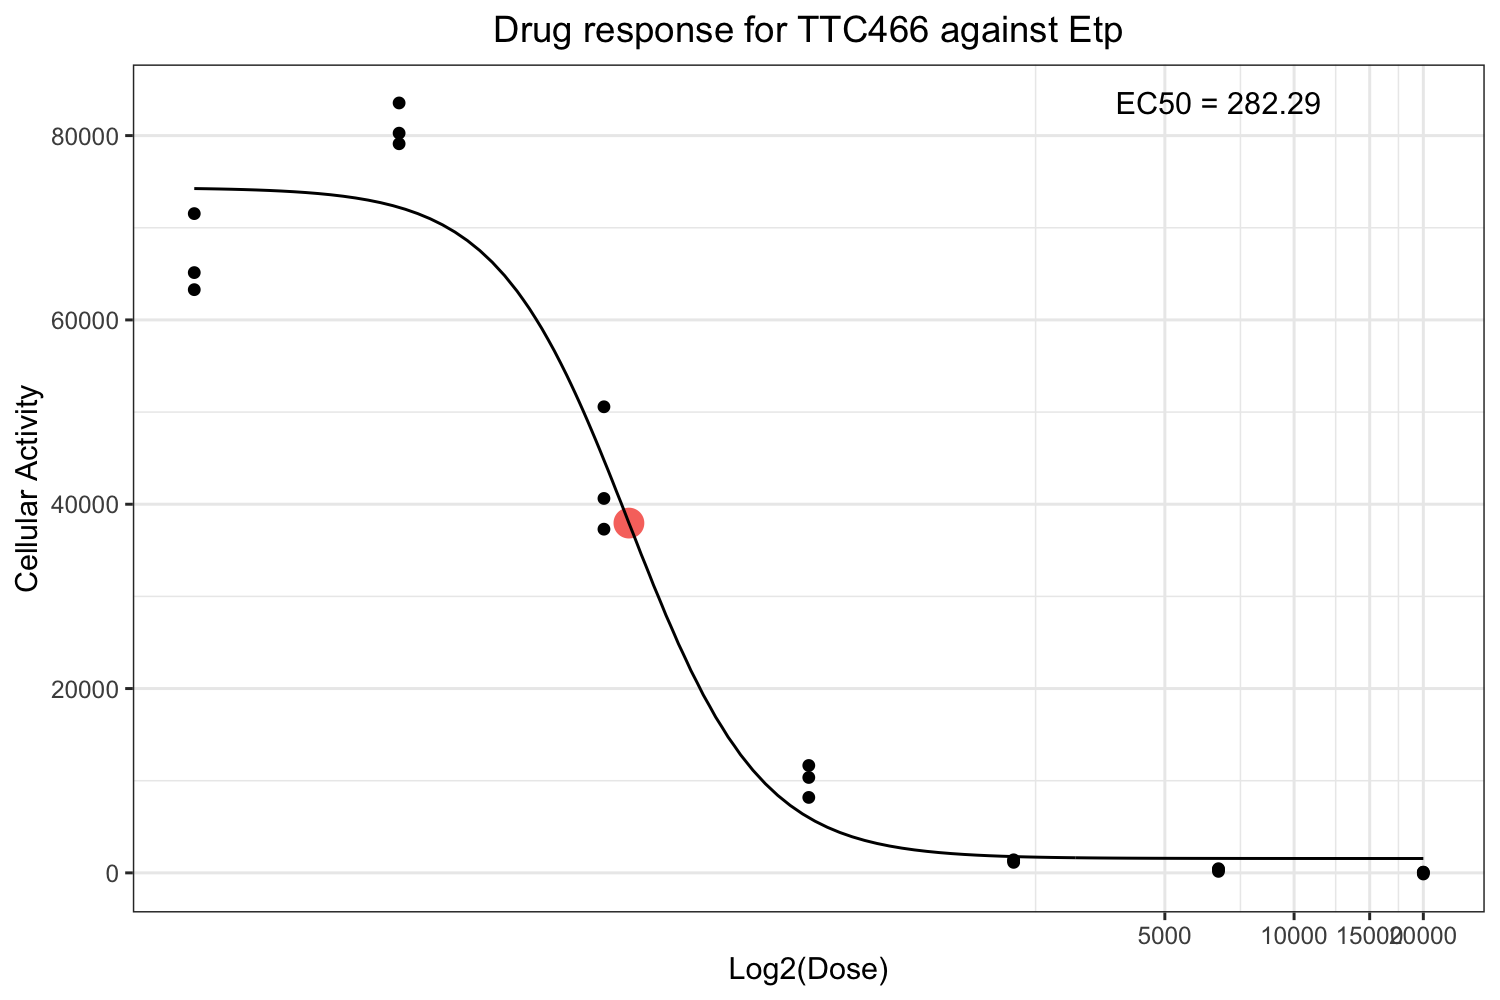 Drug response for TTC466 against Etp
EC50 = 282.29
80000
60000
40000
20000
0
Cellular Activity
5000 10000 15000 20000
Log2(Dose)